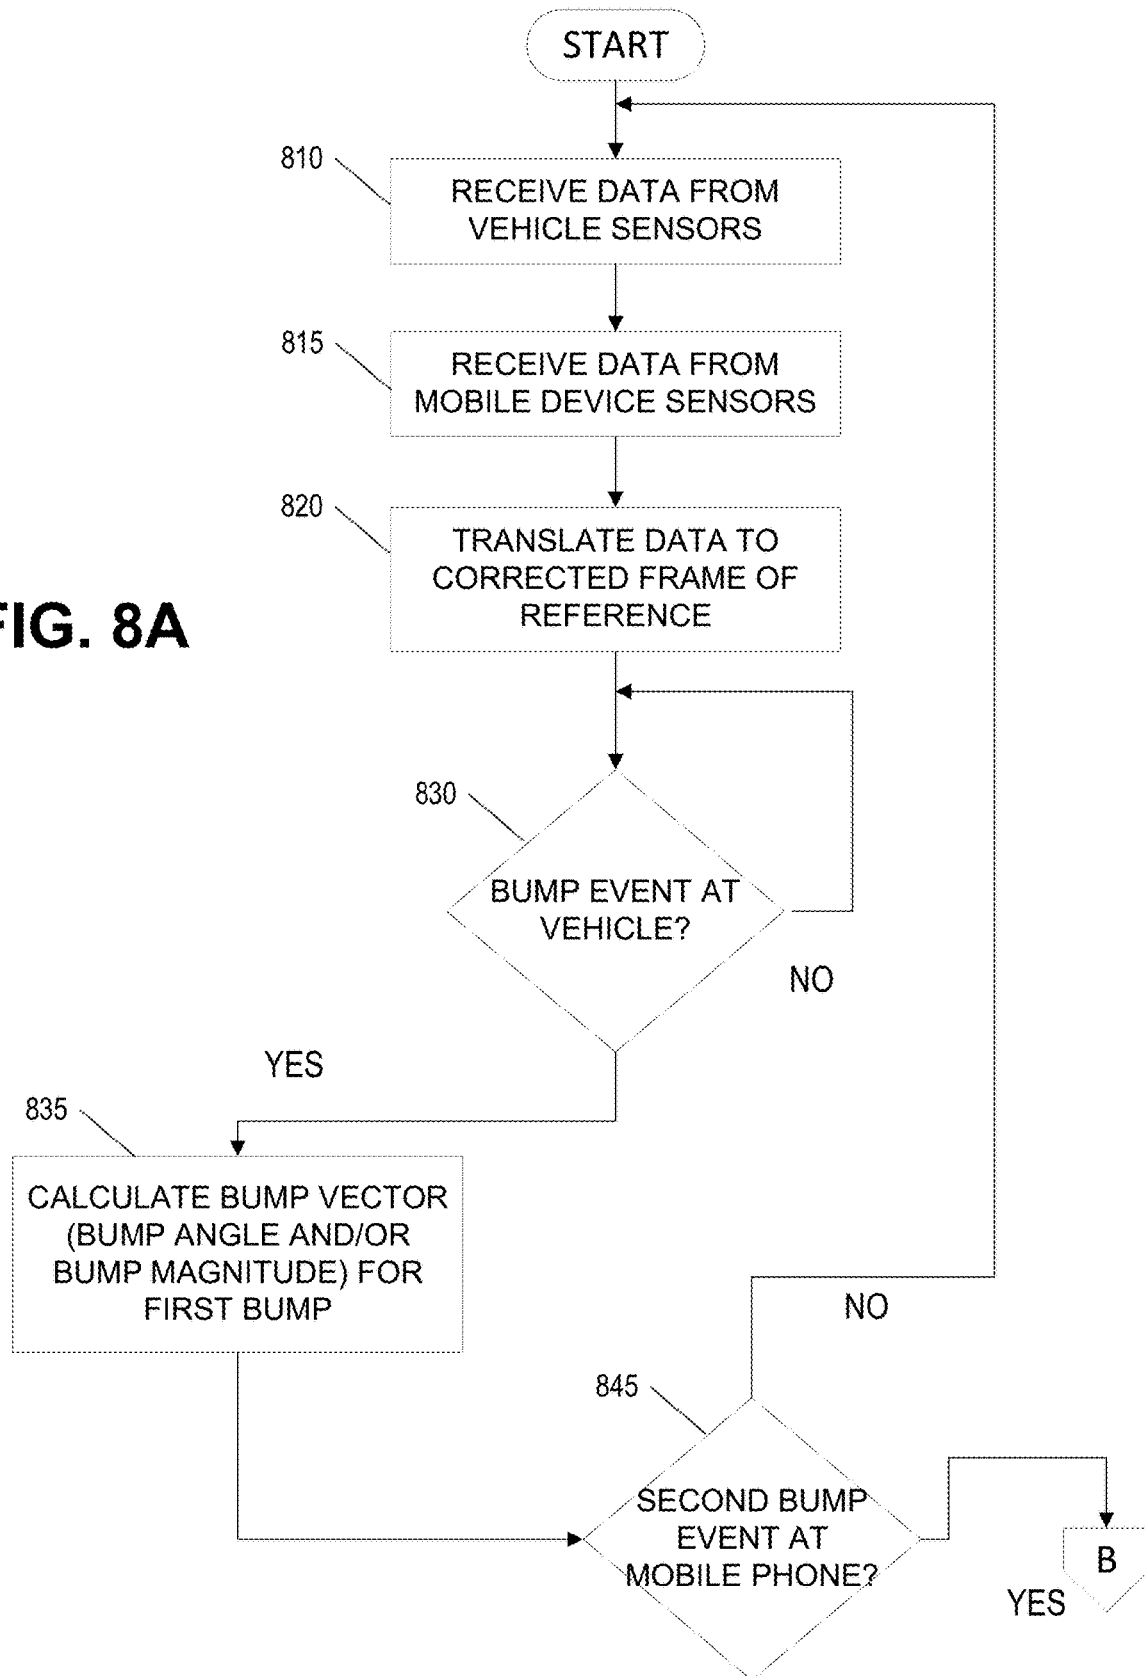 START
810
RECEIVE DATA FROM
VEHICLE SENSORS
815
RECEIVE DATA FROM
MOBILE DEVICE SENSORS
820
TRANSLATE DATA TO
CORRECTED FRAME OF
REFERENCE
FIG. 8A
830
BUMP EVENT AT
VEHICLE?
NO
YES
835
CALCULATE BUMP VECTOR
(BUMP ANGLE AND/OR
BUMP MAGNITUDE) FOR
FIRST BUMP
NO
845
SECOND BUMP
EVENT AT
MOBILE PHONE?
B
YES